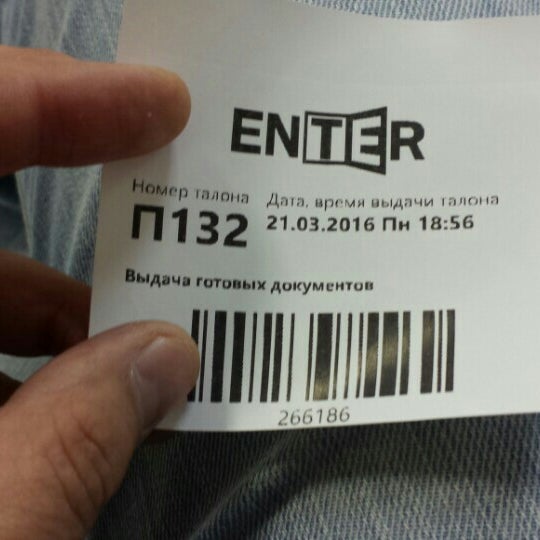 ENTER
Номер талона
Дата, время выдачи талона
П132
21.03.2016 Пн 18:56
Выдача готовых документов
266186